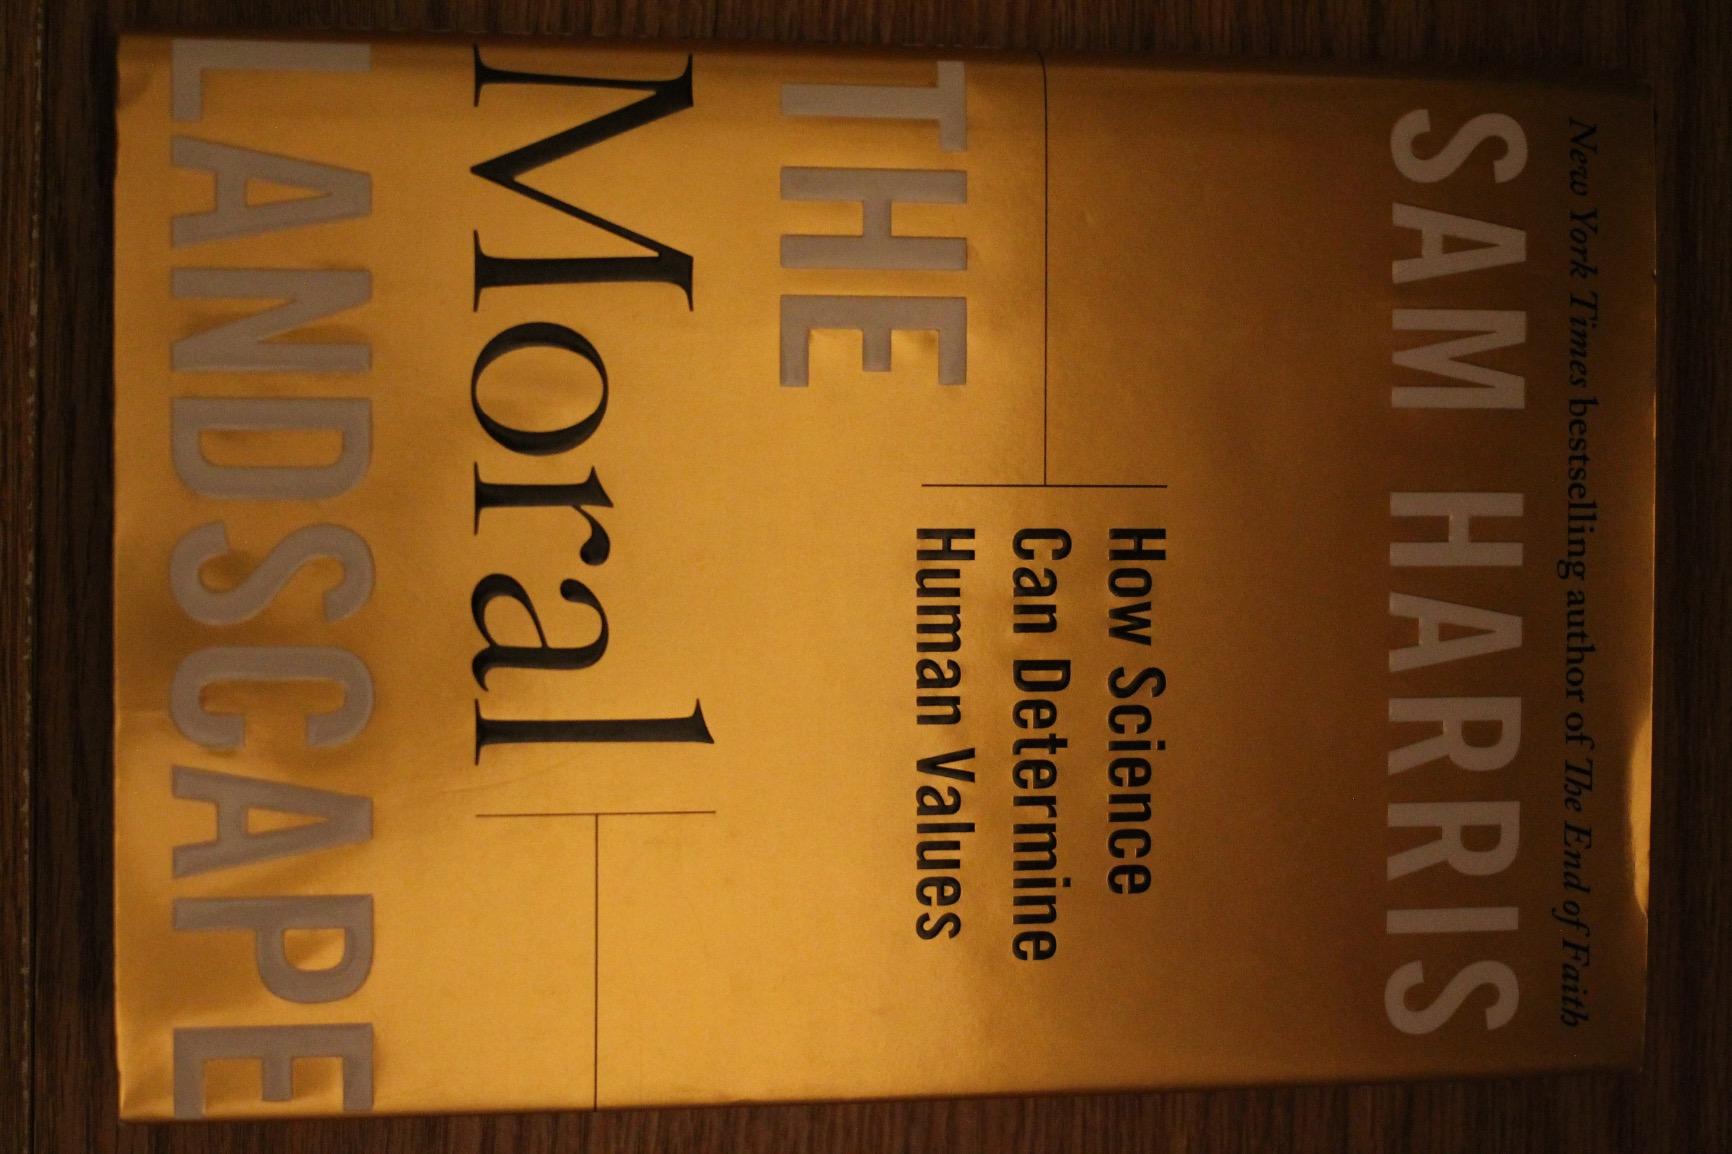 New York Times bestselling author of The End of Faith
SAM HARRIS
How Science
Can Determine
Human Values
THE
Moral
LANDSCAPE